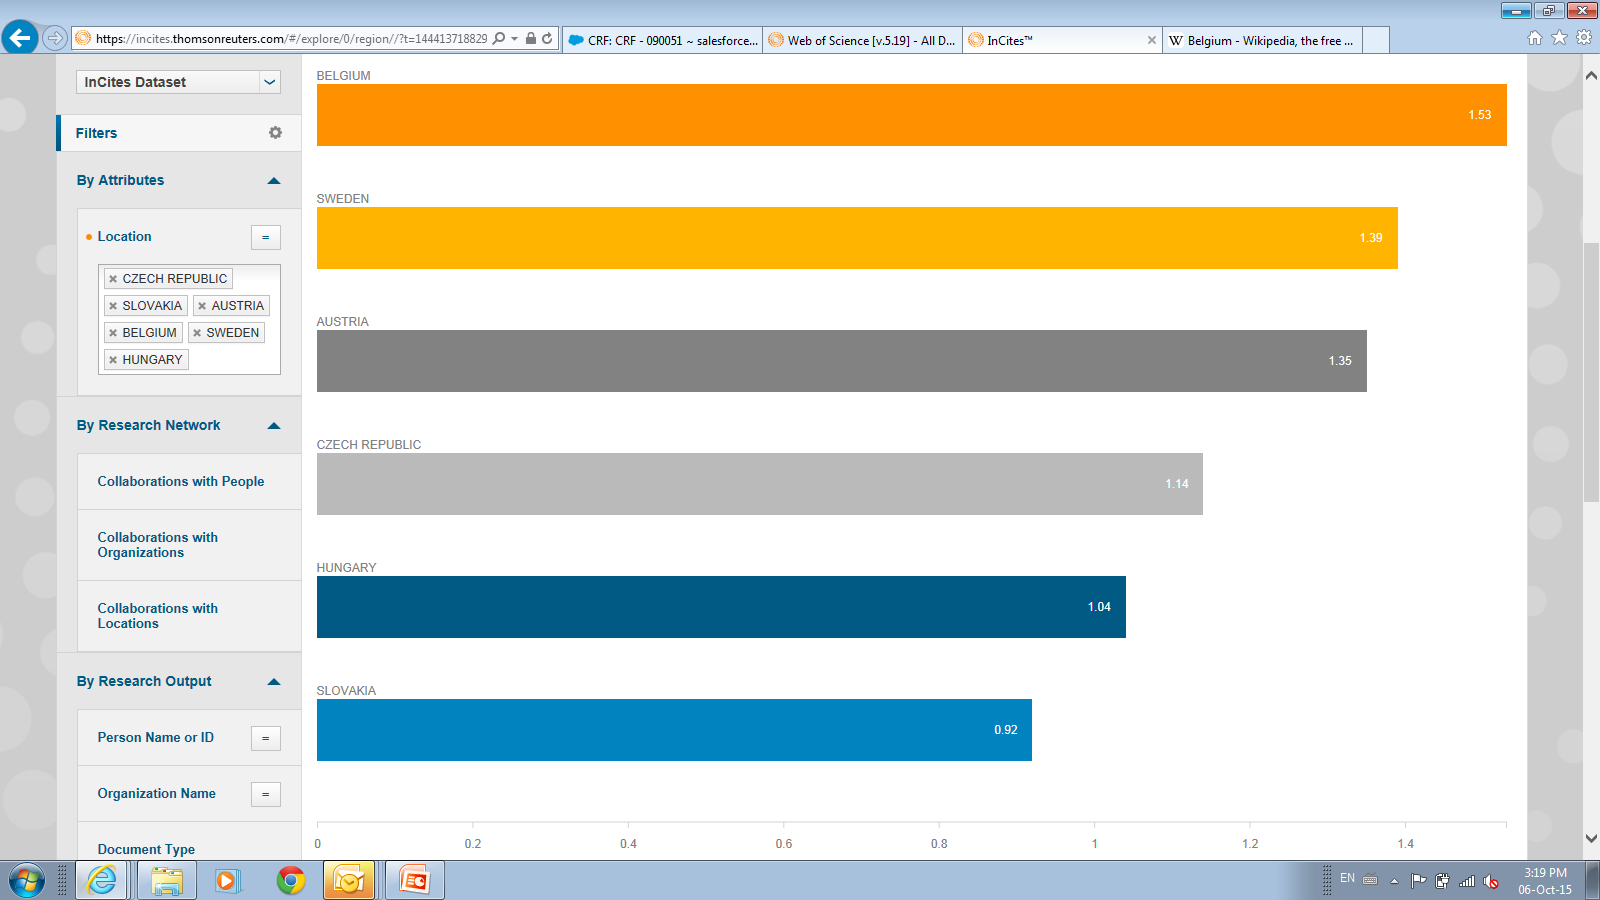 https://incites.thomsonreuters.com/#/explore/0/region//?t=144413718829
CRF: CRF - 090051 ~ salesforce...
Web of Science [v.5.19] - All D...
InCites™
W Belgium - Wikipedia, the free ...
InCites Dataset
Filters
By Attributes
Location
=
CZECH REPUBLIC
SLOVAKIA AUSTRIA
BELGIUM SWEDEN
HUNGARY
By Research Network
Collaborations with People
Collaborations with
Organizations
Collaborations with
Locations
By Research Output
Person Name or ID
=
Organization Name
=
Document Type
BELGIUM
1.53
SWEDEN
1.39
AUSTRIA
1.35
CZECH REPUBLIC
1.14
HUNGARY
1.04
SLOVAKIA
0.92
0 0.2 0.4 0.6 0.8 1 1.2 1.4
EN
3:19 PM
06-Oct-15